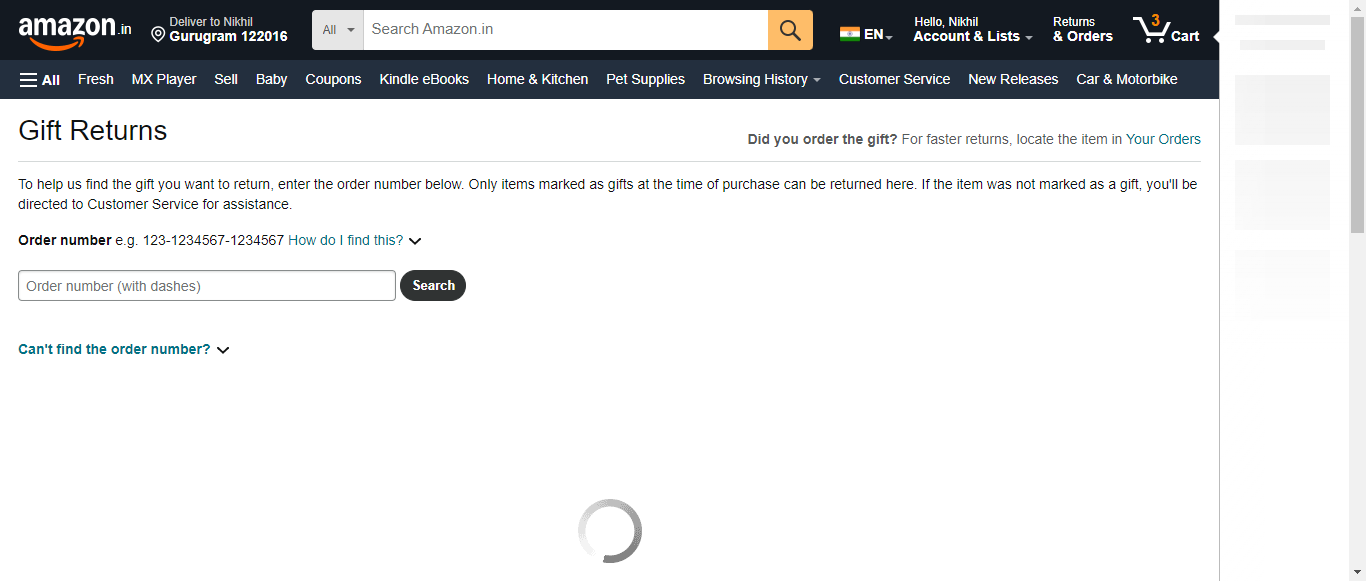 amazon.in
Deliver to Nikhil
Gurugram 122016
All
Search Amazon.in
EN
Hello, Nikhil
Account & Lists
Returns
& Orders
3
Cart
All Fresh MX Player Sell Baby Coupons Kindle eBooks Home & Kitchen Pet Supplies Browsing History Customer Service New Releases Car & Motorbike
Gift Returns
Did you order the gift? For faster returns, locate the item in Your Orders
To help us find the gift you want to return, enter the order number below. Only items marked as gifts at the time of purchase can be returned here. If the item was not marked as a gift, you'll be
directed to Customer Service for assistance.
Order number e.g. 123-1234567-1234567 How do I find this?
Order number (with dashes)
Search
Can't find the order number?